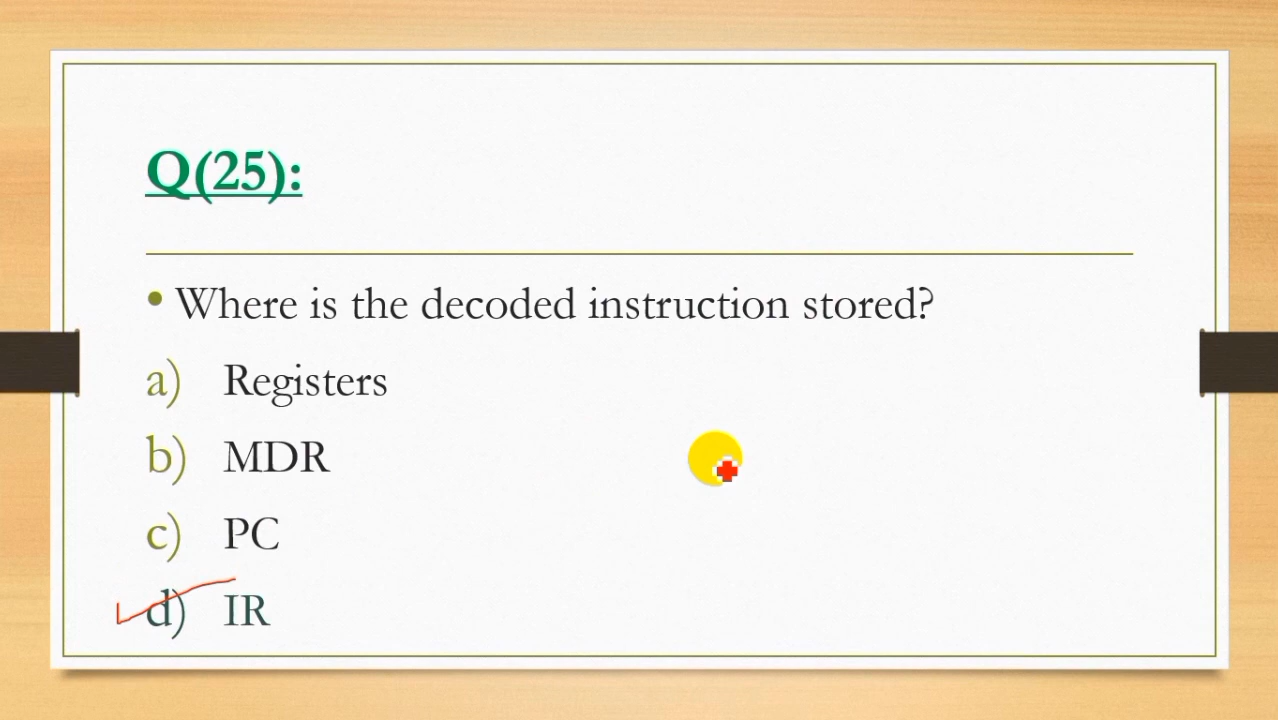 Q(25):
• Where is the decoded instruction stored?
a) Registers
b) MDR
c) PC
d) IR